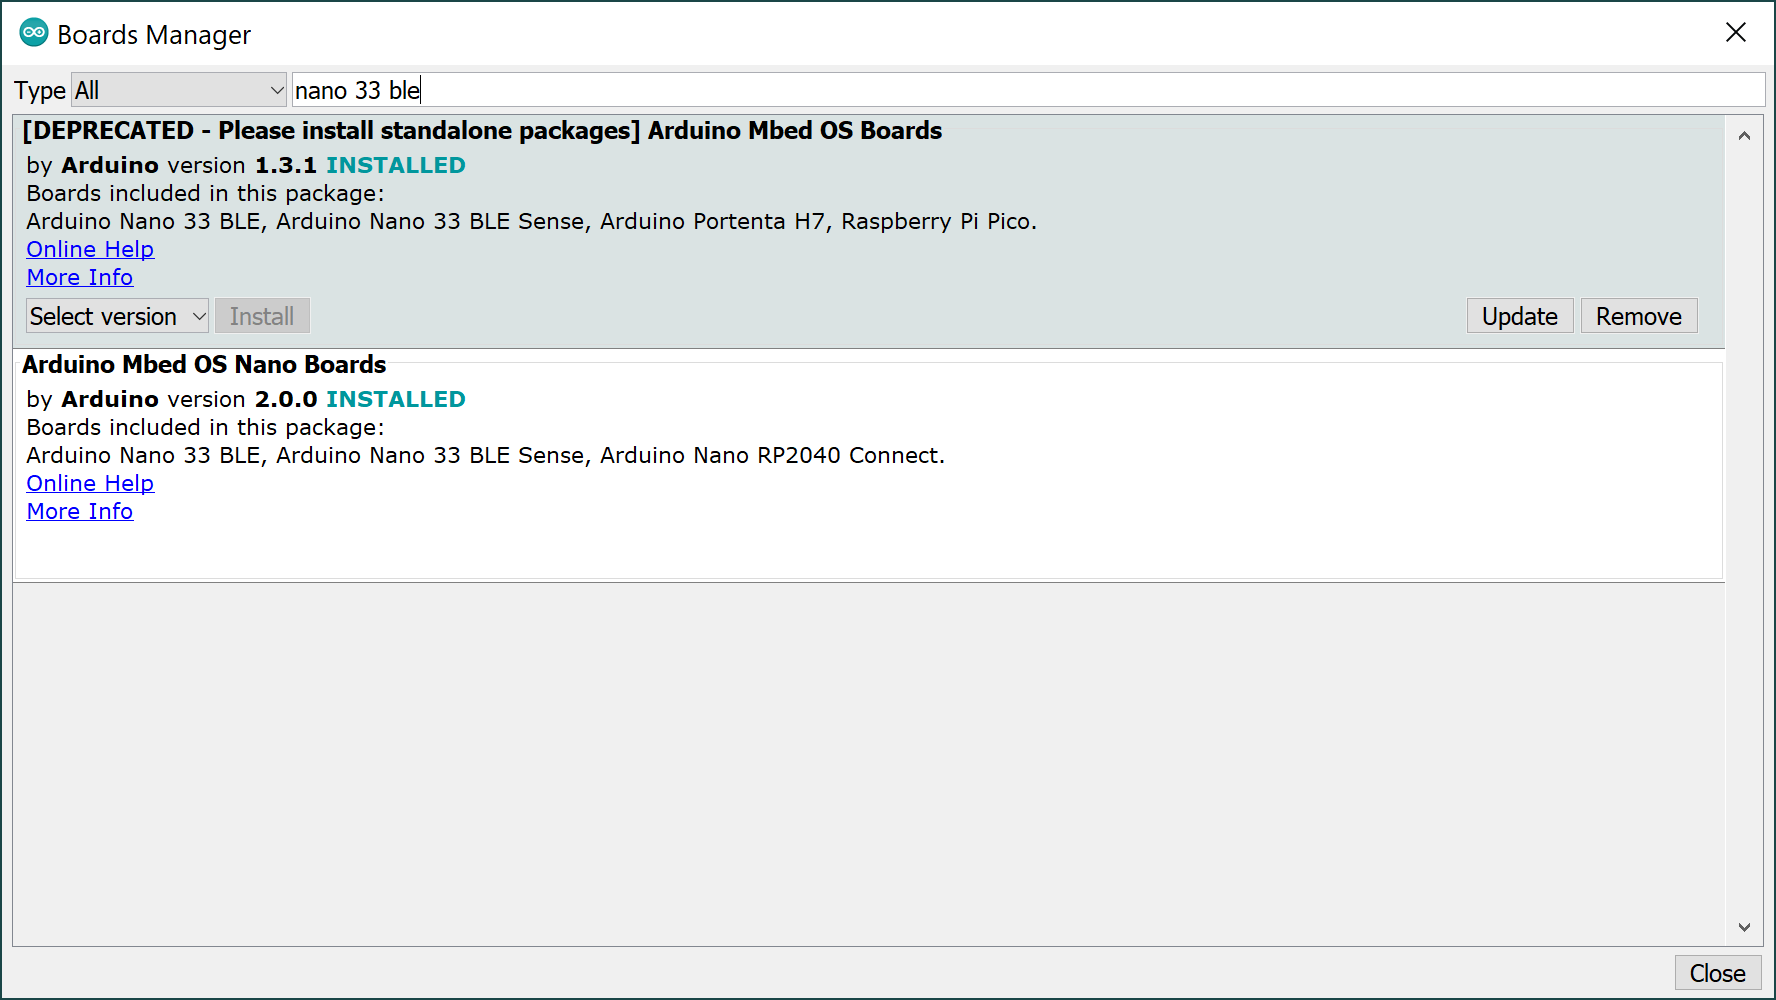 Boards Manager
Type All nano 33 ble
[DEPRECATED - Please install standalone packages] Arduino Mbed OS Boards
by Arduino version 1.3.1 INSTALLED
Boards included in this package:
Arduino Nano 33 BLE, Arduino Nano 33 BLE Sense, Arduino Portenta H7, Raspberry Pi Pico.
Online Help
More Info
Select version Install Update Remove
Arduino Mbed OS Nano Boards
by Arduino version 2.0.0 INSTALLED
Boards included in this package:
Arduino Nano 33 BLE, Arduino Nano 33 BLE Sense, Arduino Nano RP2040 Connect.
Online Help
More Info
Close